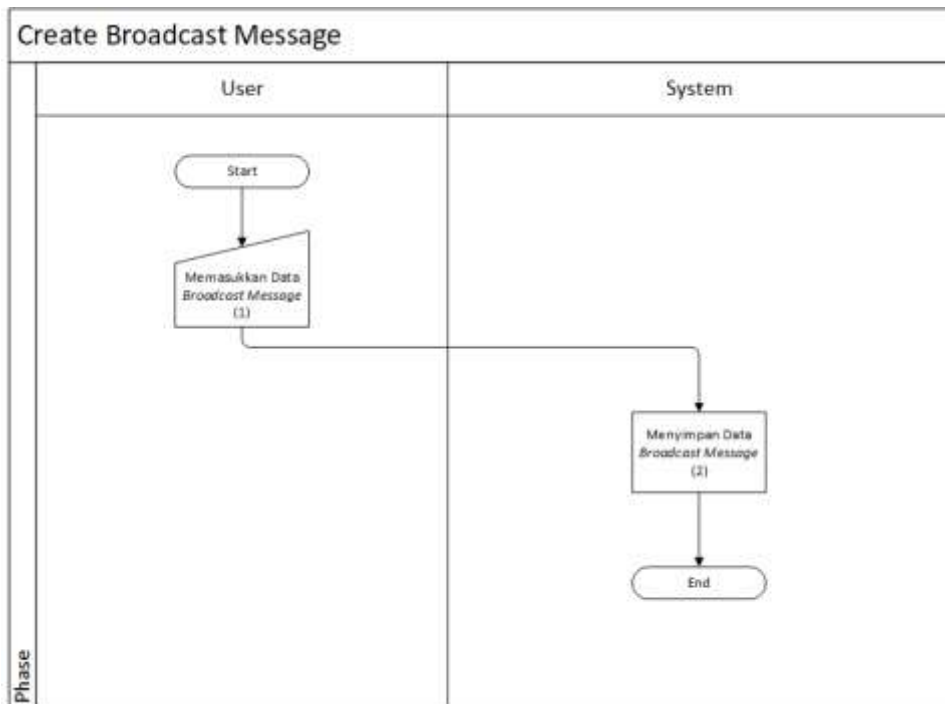 Create Broadcast Message
User
System
Start
Memasukkan Data
Broadcast Message
(1)
Menyimpan Data
Broadcast Message
(2)
End
Phase